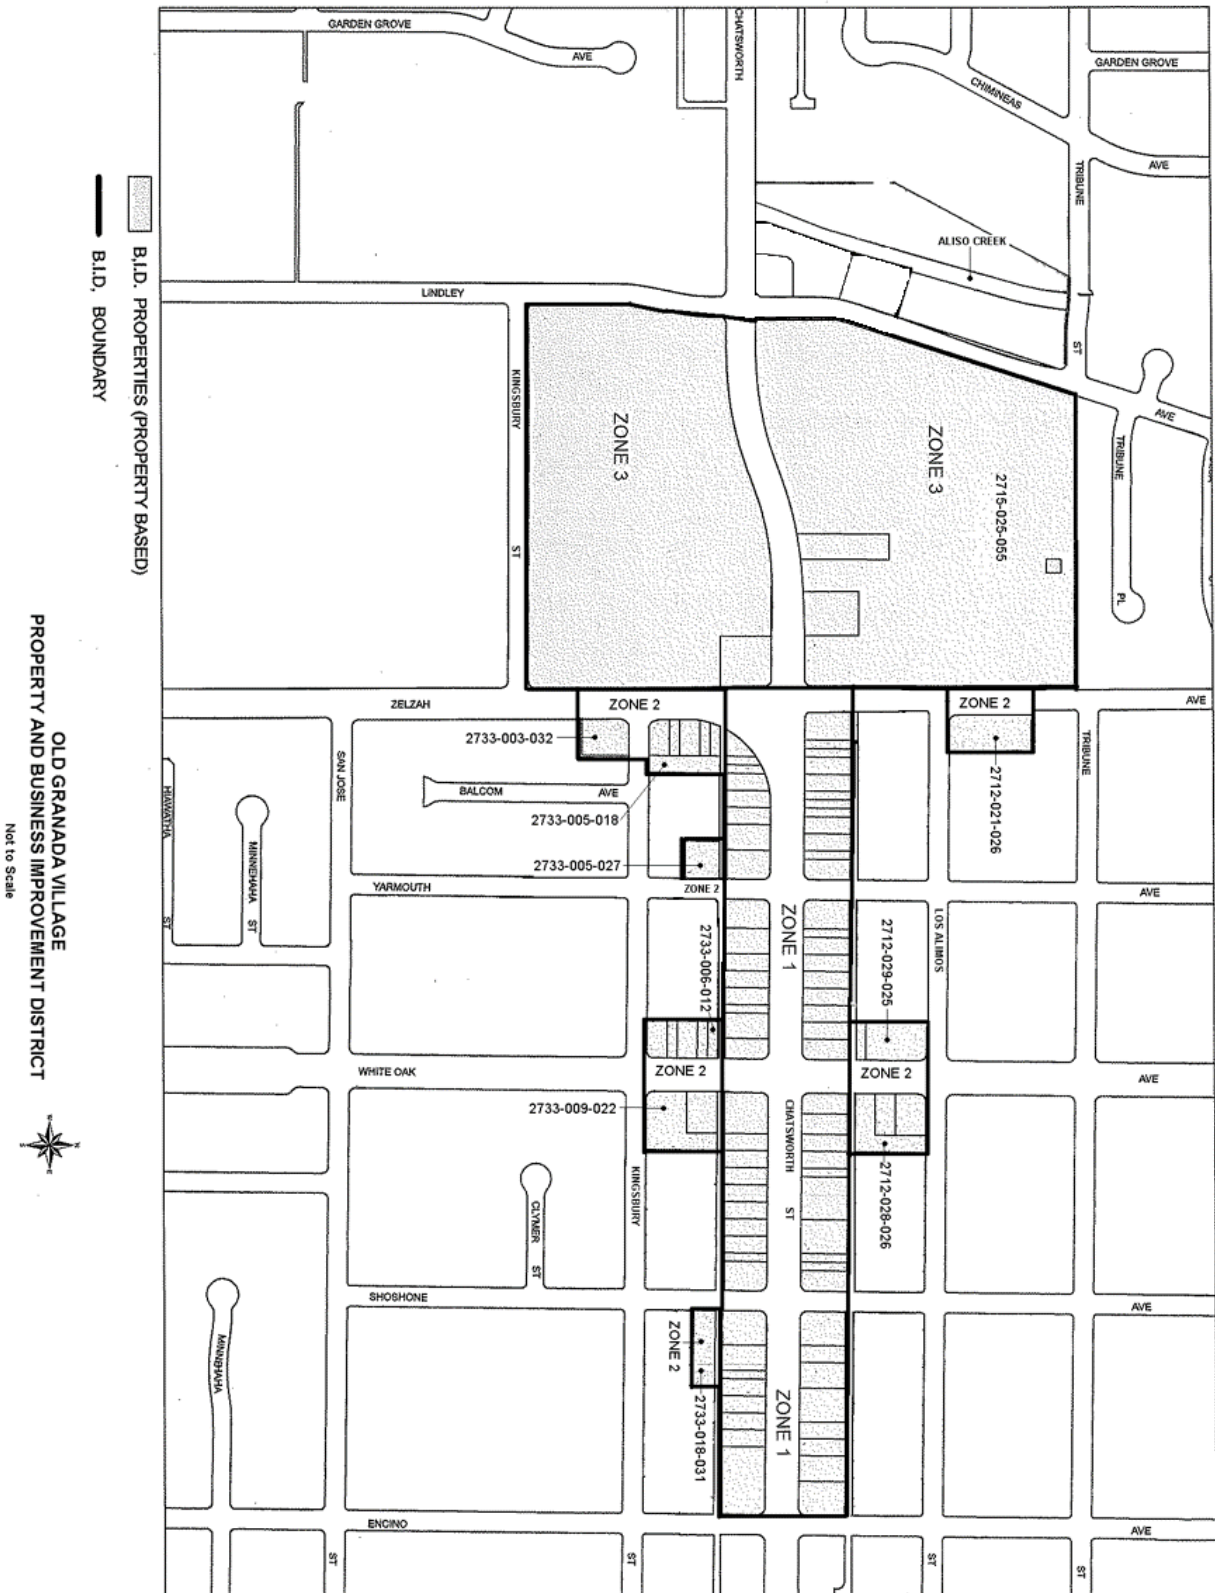 GARDEN GROVE
AVE
CHATSWORTH
GARDEN GROVE
CHIMINEAS
AVE
TRIBUNE
ALISO CREEK
ST
LINDLEY
AVE
TRIBUNE
PL
KINGSBURY
ST
ZONE 3
ZONE 3
2715-025-055
B.I.D. PROPERTIES (PROPERTY BASED)
B.I.D. BOUNDARY
ZELZAH
ZONE 2
ZONE 2
AVE
2733-003-032
2712-021-026
TRIBUNE
SAN JOSE
BALCOM
AVE
2733-005-018
HIAWATHA
ST
MINNEHAHA
ST
2733-005-027
YARMOUTH
ZONE 2
AVE
ZONE 1
LOS ALIMOS
2733-006-012
2712-029-025
WHITE OAK
ZONE 2
ZONE 2
AVE
2733-009-022
CHATSWORTH
ST
2712-028-026
KINGSBURY
CLYMER
ST
SHOSHONE
AVE
MINNEHAHA
ZONE 2
2733-018-031
ZONE 1
ENCINO
AVE
ST
ST
ST
ST
OLD GRANADA VILLAGE
PROPERTY AND BUSINESS IMPROVEMENT DISTRICT
Not to Scale